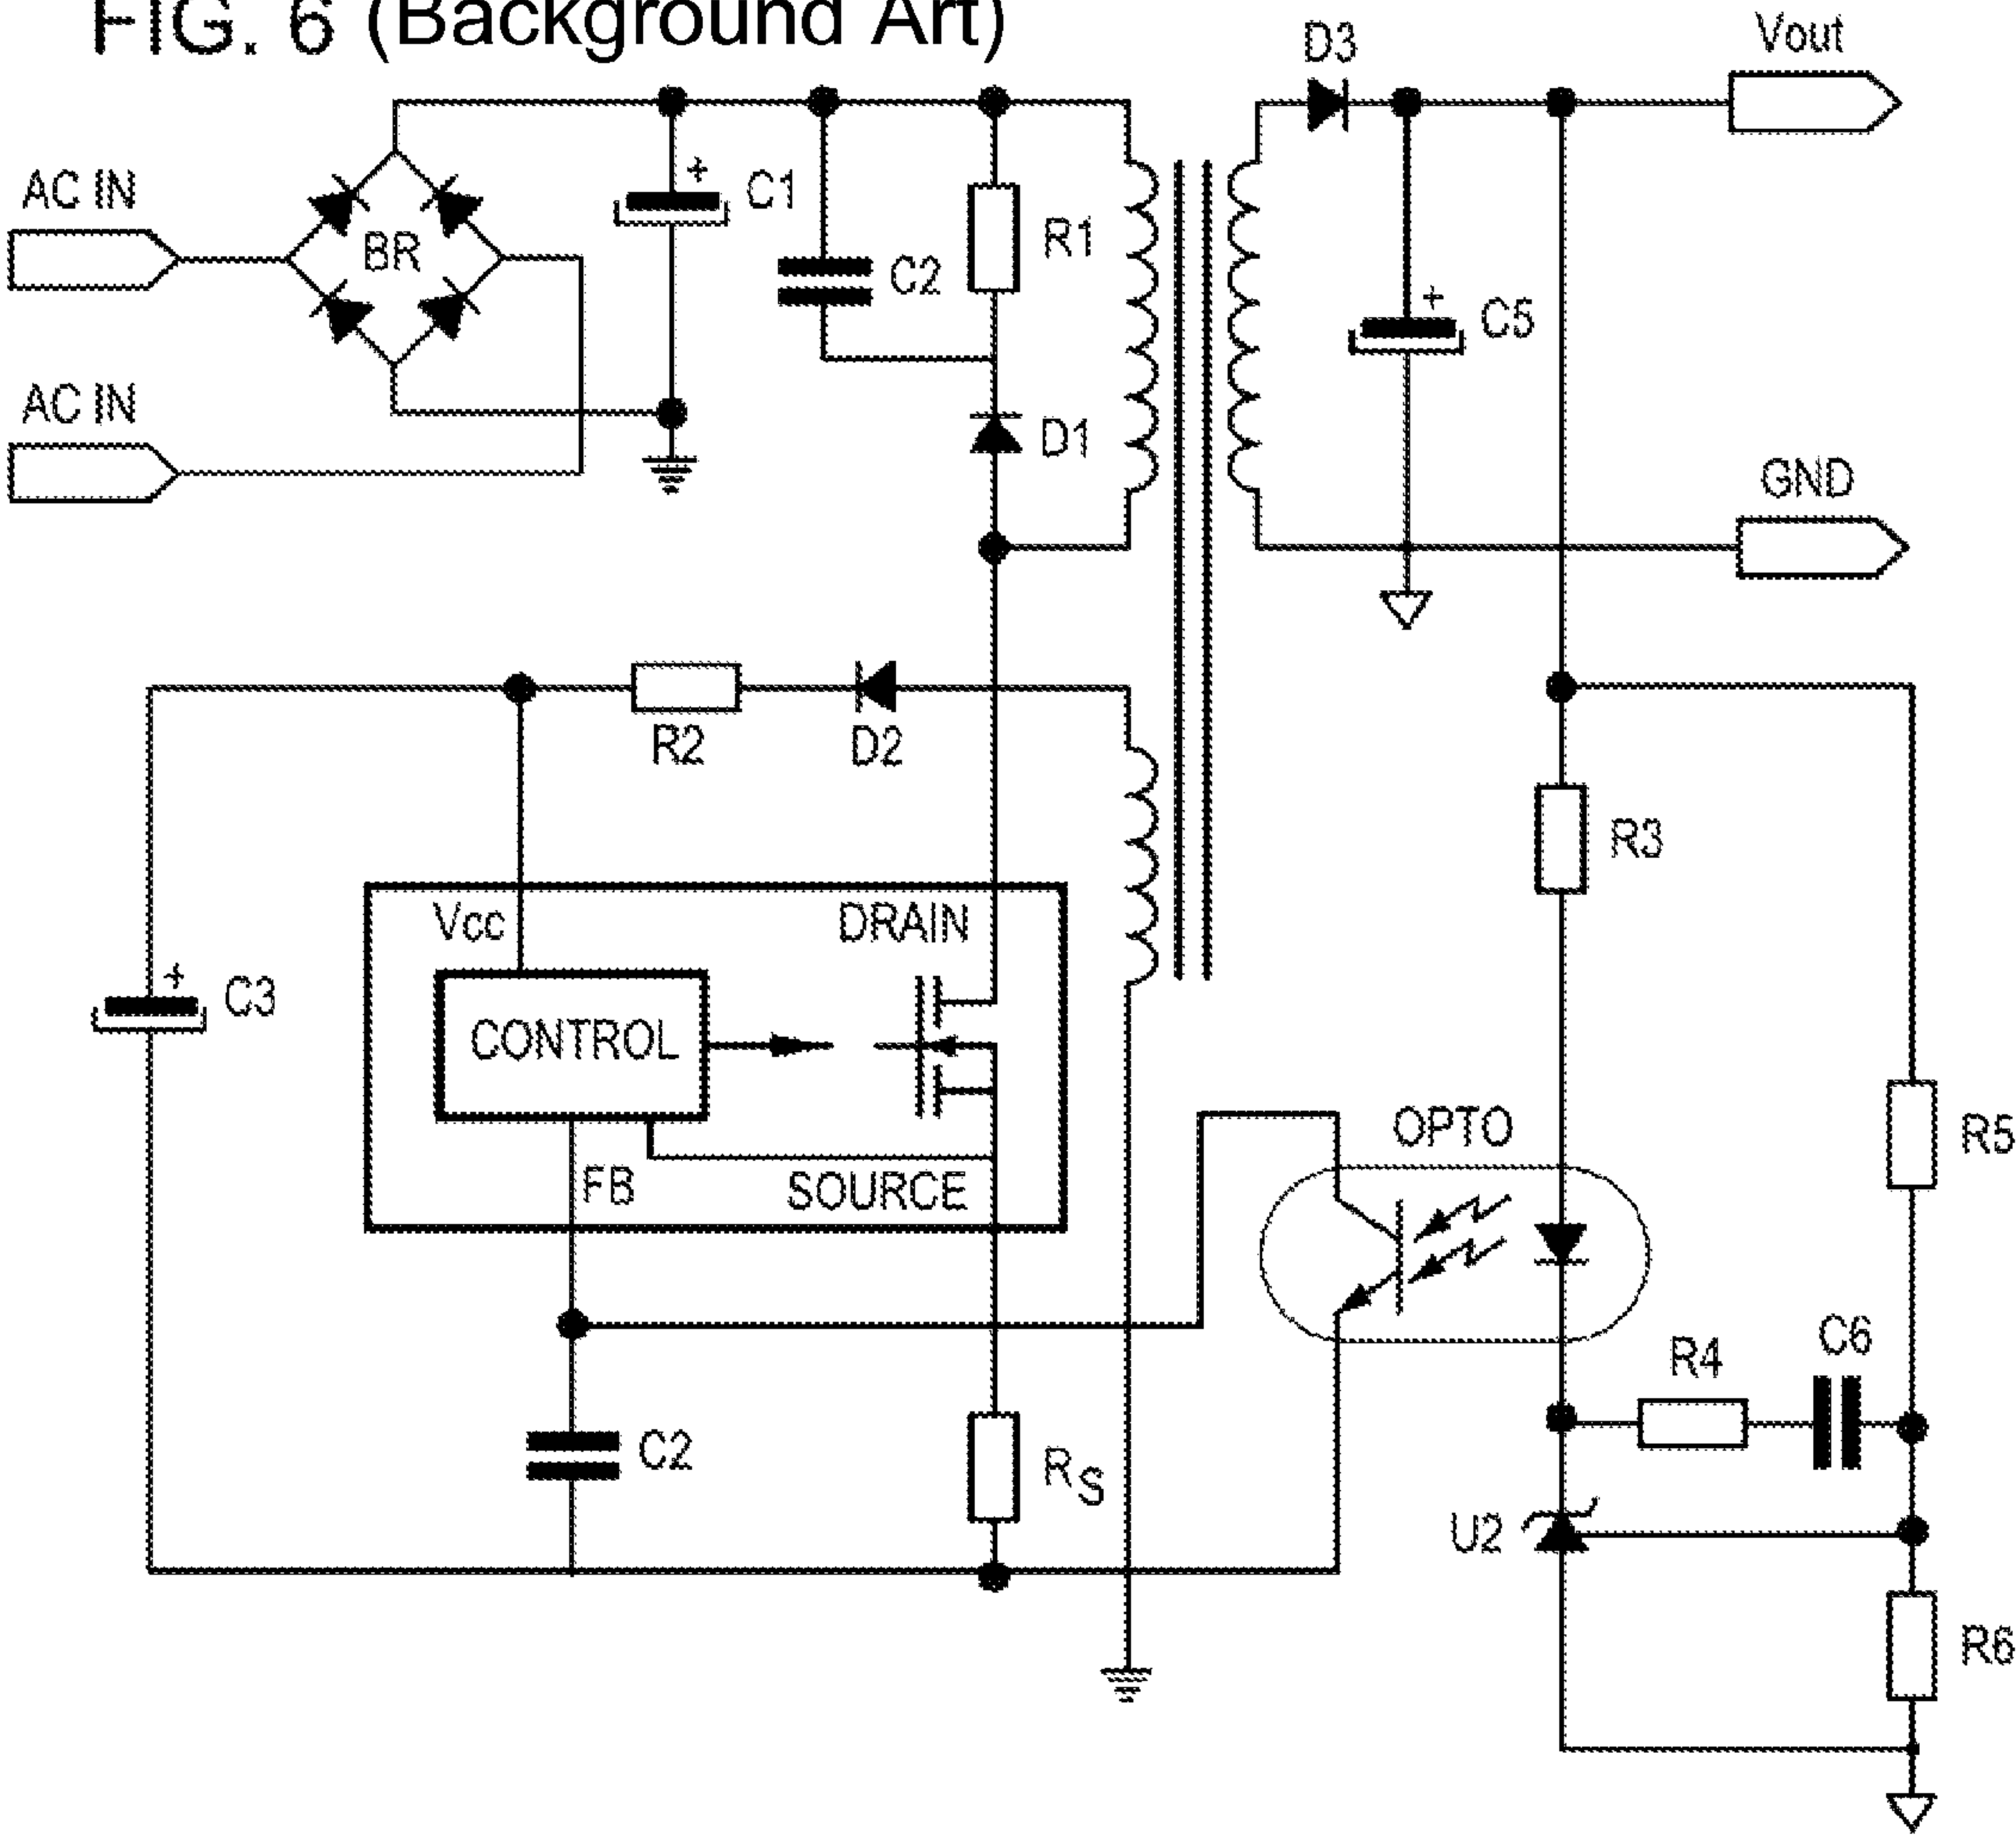 FIG. 6 (Background Art)
D3
Vout
AC IN
BR
+
C1
C2
R1
+
C5
AC IN
D1
GND
R2
D2
R3
Vcc
DRAIN
+
C3
CONTROL
OPTO
R5
FB
SOURCE
R4
C6
C2
RS
U2
R6